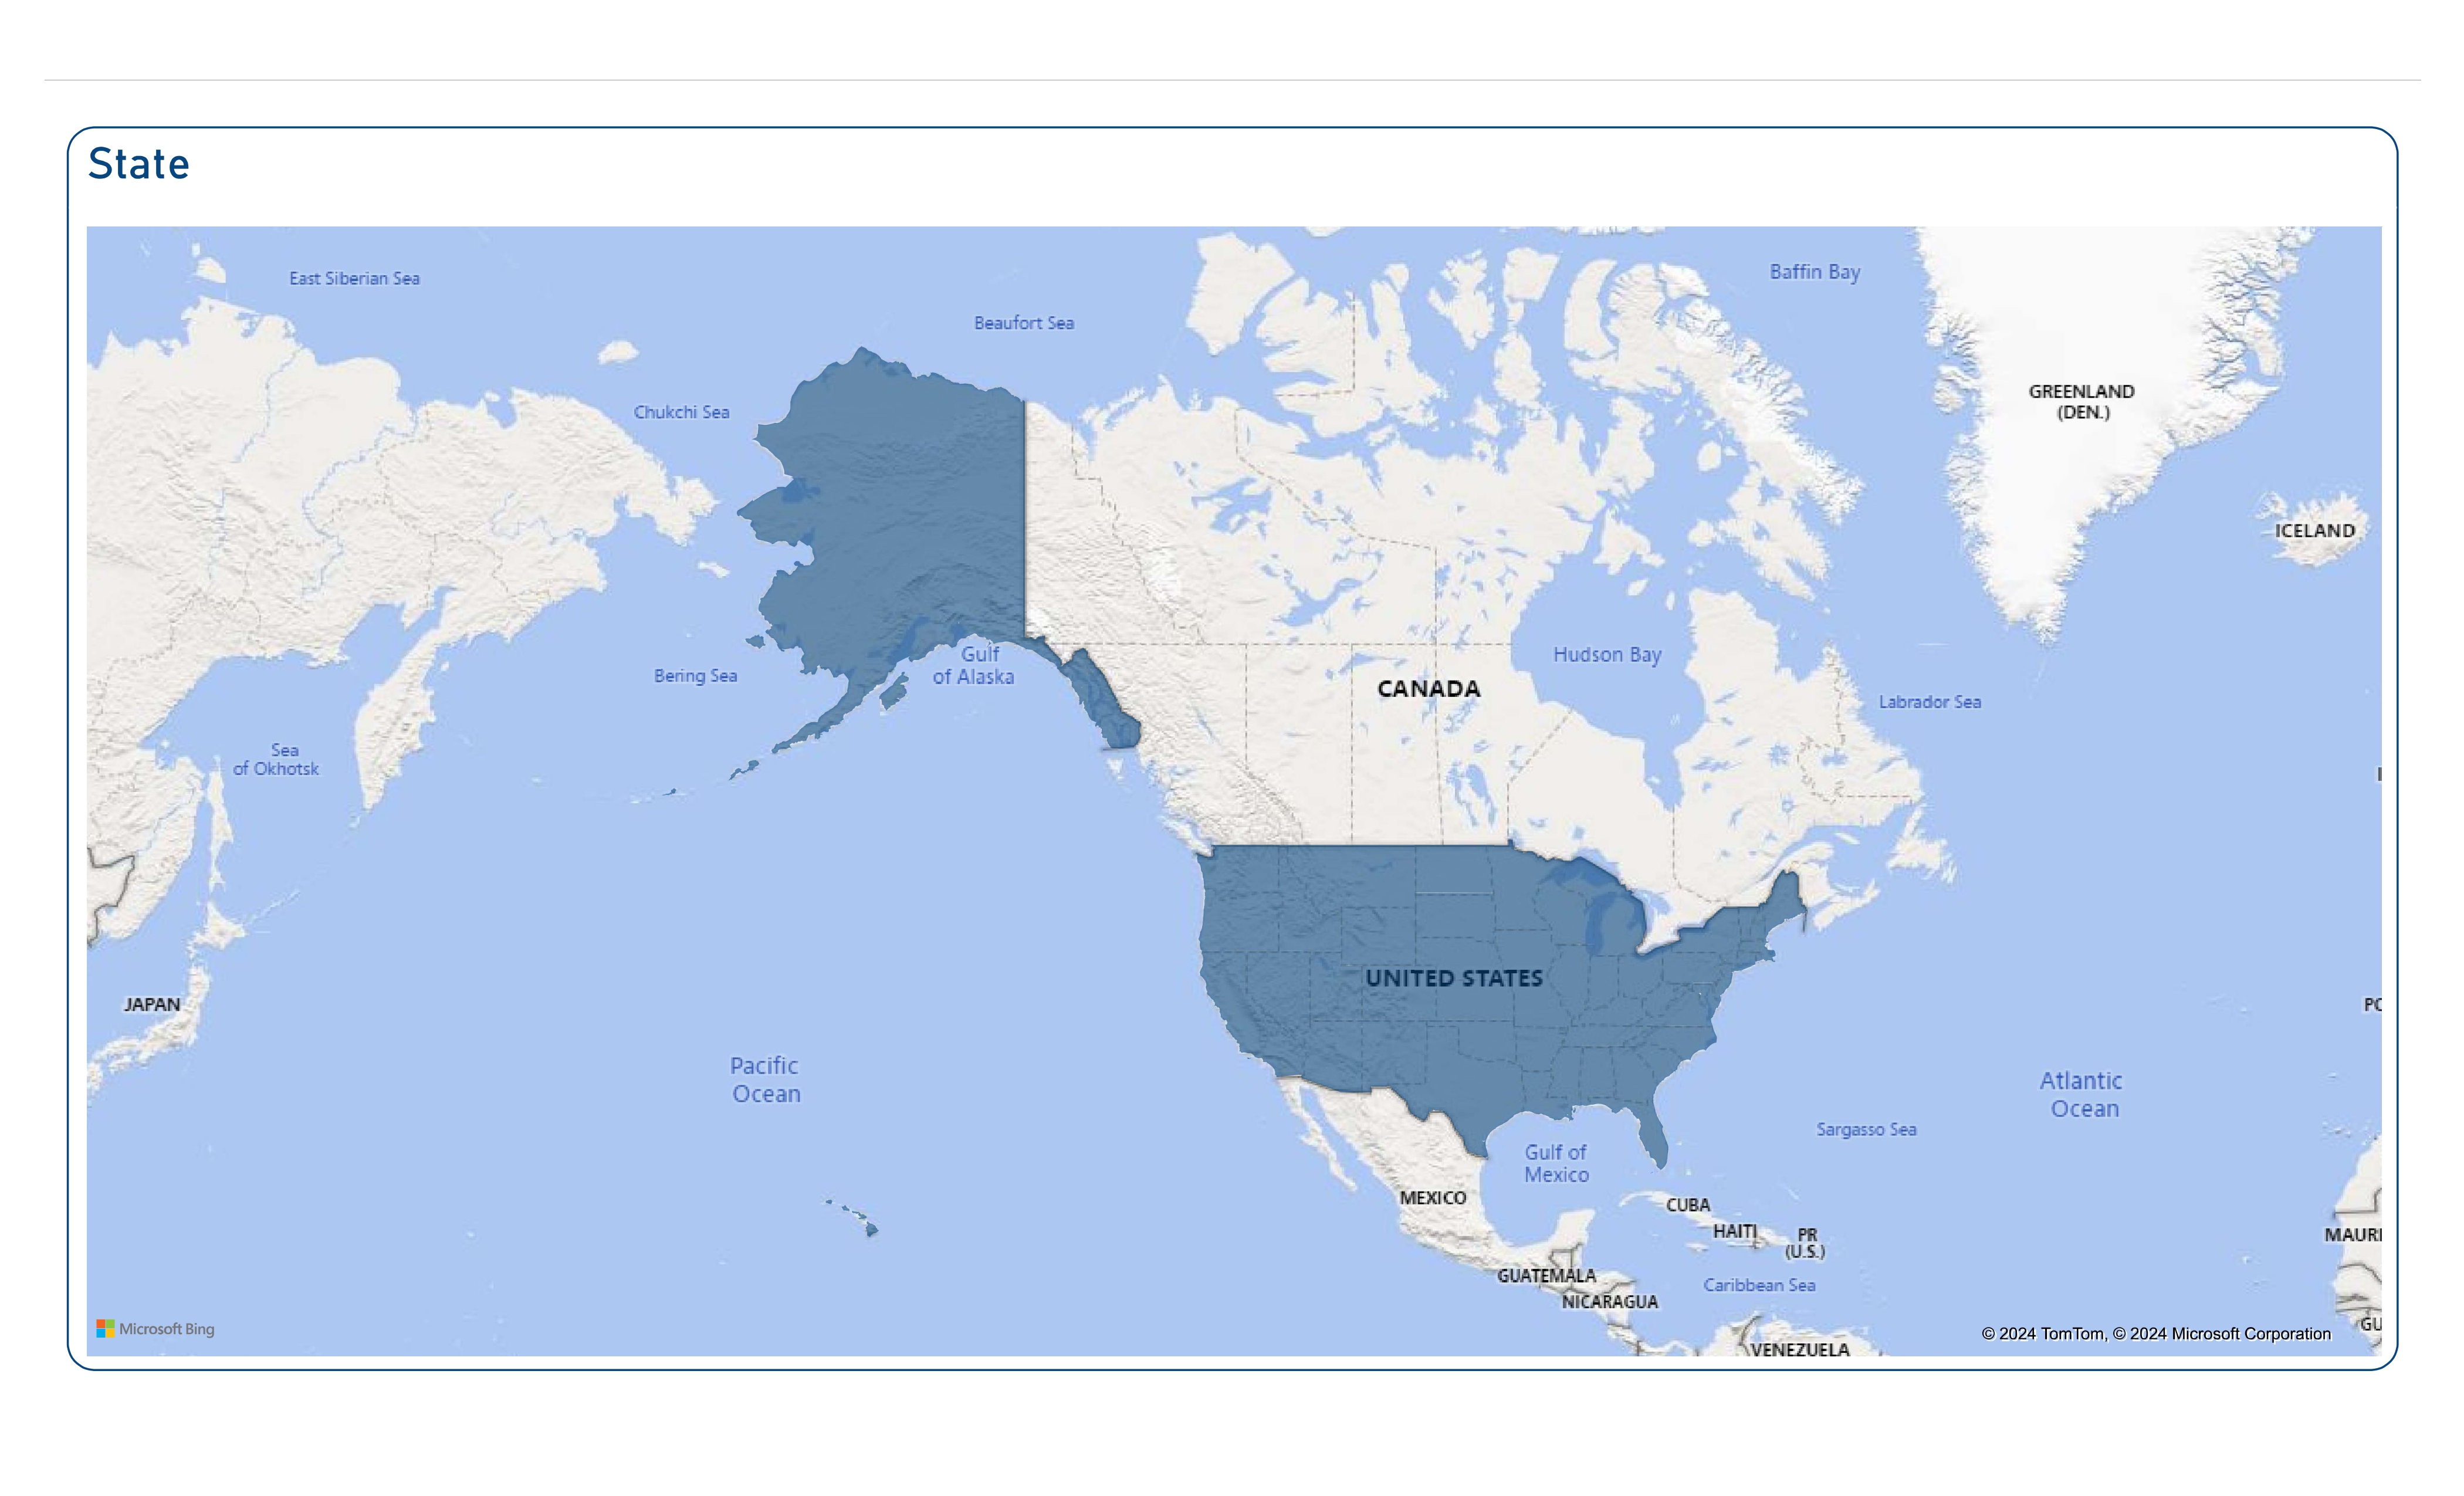 State
East Siberian Sea
Baffin Bay
Beaufort Sea
GREENLAND
(DEN.)
Chukchi Sea
ICELAND
Gulf
of Alaska
Hudson Bay
Bering Sea
CANADA
Labrador Sea
Sea
of Okhotsk
UNITED STATES
JAPAN
PO
Pacific
Ocean
Atlantic
Ocean
Sargasso Sea
Gulf of
Mexico
MEXICO
CUBA
HAITI
PR
(U.S.)
MAURI
GUATEMALA
Caribbean Sea
NICARAGUA
GU
Microsoft Bing
© 2024 TomTom, © 2024 Microsoft Corporation
VENEZUELA